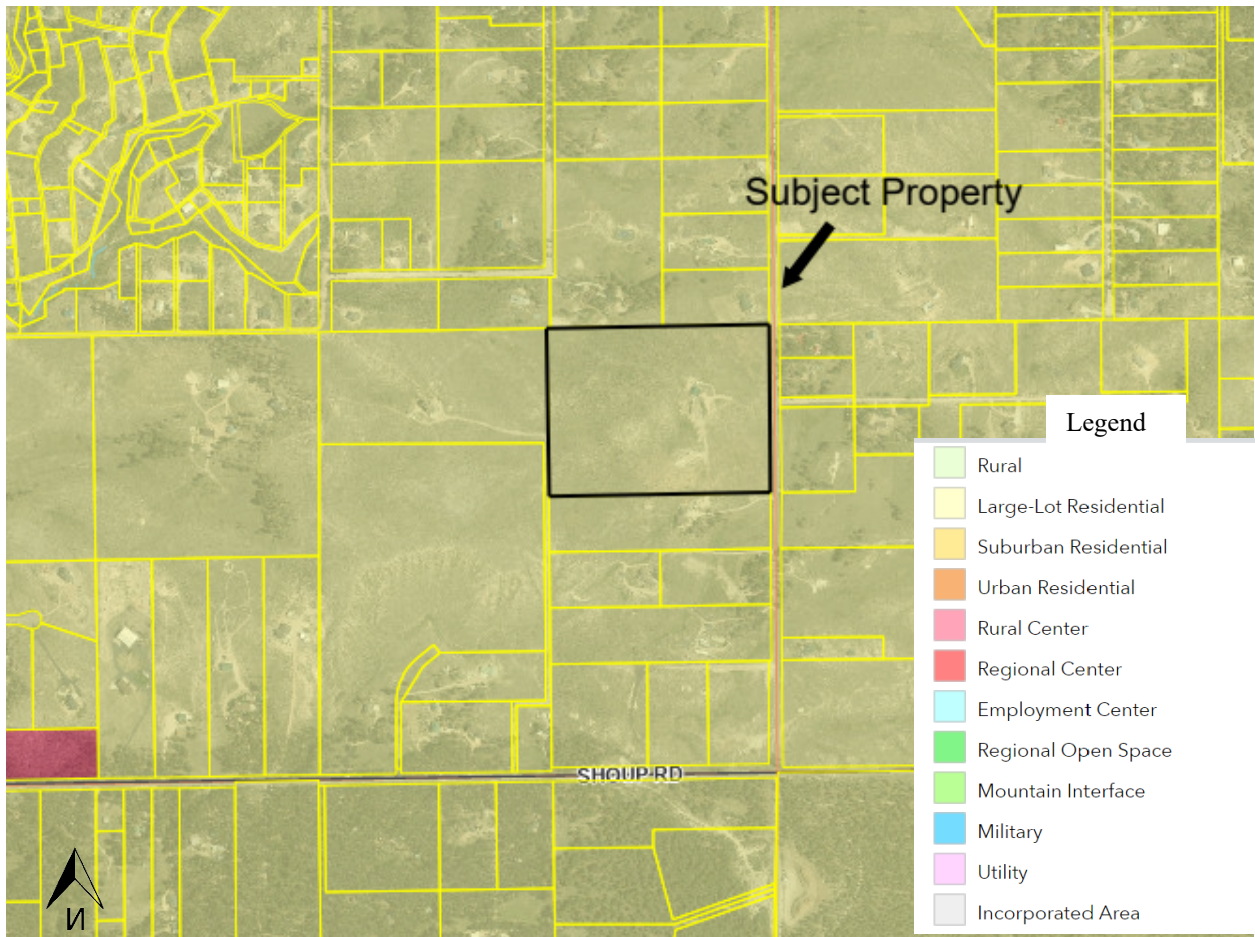 Subject Property
Legend
Rural
Large-Lot Residential
Suburban Residential
Urban Residential
Rural Center
Regional Center
Employment Center
Regional Open Space
Mountain Interface
Military
Utility
Incorporated Area
SHOUP RD
N